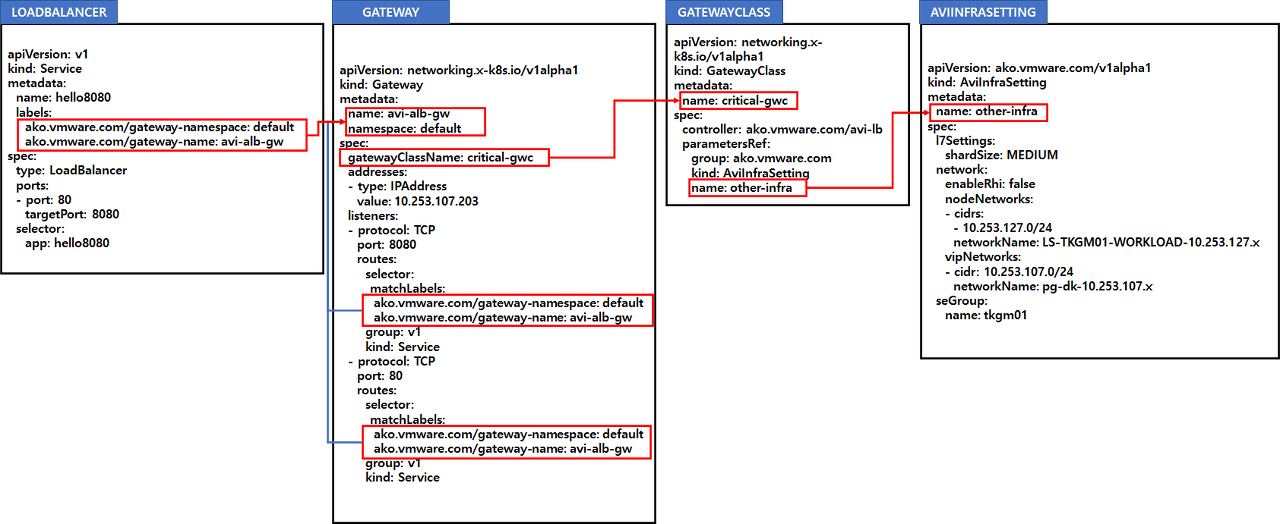 LOADBALANCER
apiVersion: v1
kind: Service
metadata:
name: hello8080
labels:
ako.vmware.com/gateway-namespace: default
ako.vmware.com/gateway-name: avi-alb-gw
spec:
type: LoadBalancer
ports:
- port: 80
targetPort: 8080
selector:
app: hello8080
GATEWAY
apiVersion: networking.x-k8s.io/v1alpha1
kind: Gateway
metadata:
name: avi-alb-gw
namespace: default
spec:
gatewayClassName: critical-gwc
addresses:
- type: IPAddress
value: 10.253.107.203
listeners:
- protocol: TCP
port: 8080
routes:
selector:
matchLabels:
ako.vmware.com/gateway-namespace: default
ako.vmware.com/gateway-name: avi-alb-gw
group: v1
kind: Service
- protocol: TCP
port: 80
routes:
selector:
matchLabels:
ako.vmware.com/gateway-namespace: default
ako.vmware.com/gateway-name: avi-alb-gw
group: v1
kind: Service
GATEWAYCLASS
apiVersion: networking.x-
k8s.io/v1alpha1
kind: GatewayClass
metadata:
name: critical-gwc
spec:
controller: ako.vmware.com/avi-lb
parametersRef:
group: ako.vmware.com
kind: AviInfraSetting
name: other-infra
AVIINFRASETTING
apiVersion: ako.vmware.com/v1alpha1
kind: AviInfraSetting
metadata:
name: other-infra
spec:
l7Settings:
shardSize: MEDIUM
network:
enableRhi: false
nodeNetworks:
- cidrs:
- 10.253.127.0/24
networkName: LS-TKGM01-WORKLOAD-10.253.127.x
vipNetworks:
- cidr: 10.253.107.0/24
networkName: pg-dk-10.253.107.x
seGroup:
name: tkgm01